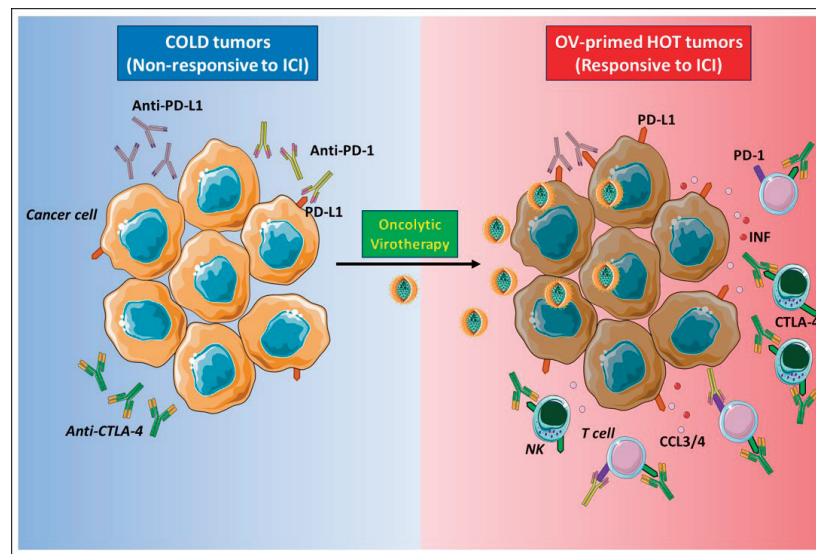 COLD tumors
(Non-responsive to ICI)
Anti-PD-L1
Anti-PD-1
Cancer cell
PD-L1
Anti-CTLA-4
Oncolytic
Virotherapy
OV-primed HOT tumors
(Responsive to ICI)
PD-L1
PD-1
INF
CTLA-4
NK
T cell
CCL3/4